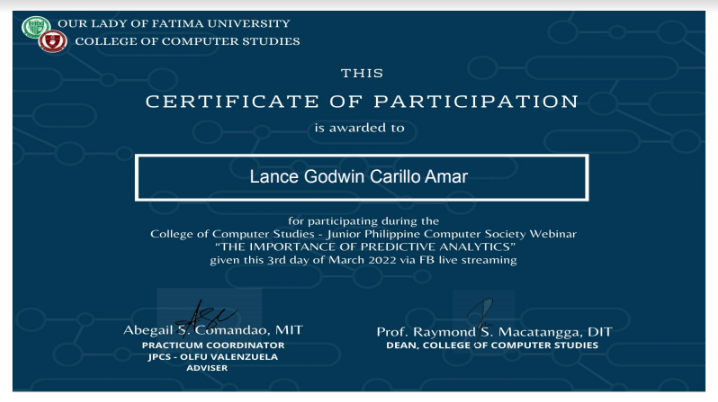 OUR LADY OF FATIMA UNIVERSITY
COLLEGE OF COMPUTER STUDIES
THIS
CERTIFICATE OF PARTICIPATION
is awarded to
Lance Godwin Carillo Amar
for participating during the
College of Computer Studies - Junior Philippine Computer Society Webinar
"THE IMPORTANCE OF PREDICTIVE ANALYTICS"
given this 3rd day of March 2022 via FB live streaming
Abegail S. Comandao, MIT
PRACTICUM COORDINATOR
JPCS - OLFU VALENZUELA
ADVISER
Prof. Raymond S. Macatangga, DIT
DEAN, COLLEGE OF COMPUTER STUDIES